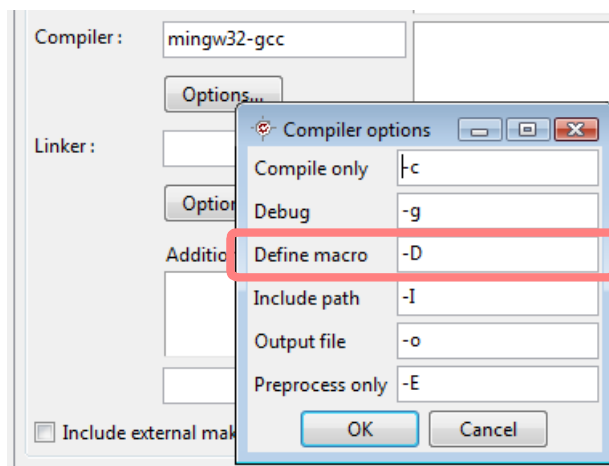 Compiler :
mingw32-gcc
Options...
Linker :
Compiler options
Compile only -c
Debug -g
Define macro -D
Include path -I
Output file -o
Preprocess only -E
OK Cancel
Include external mak